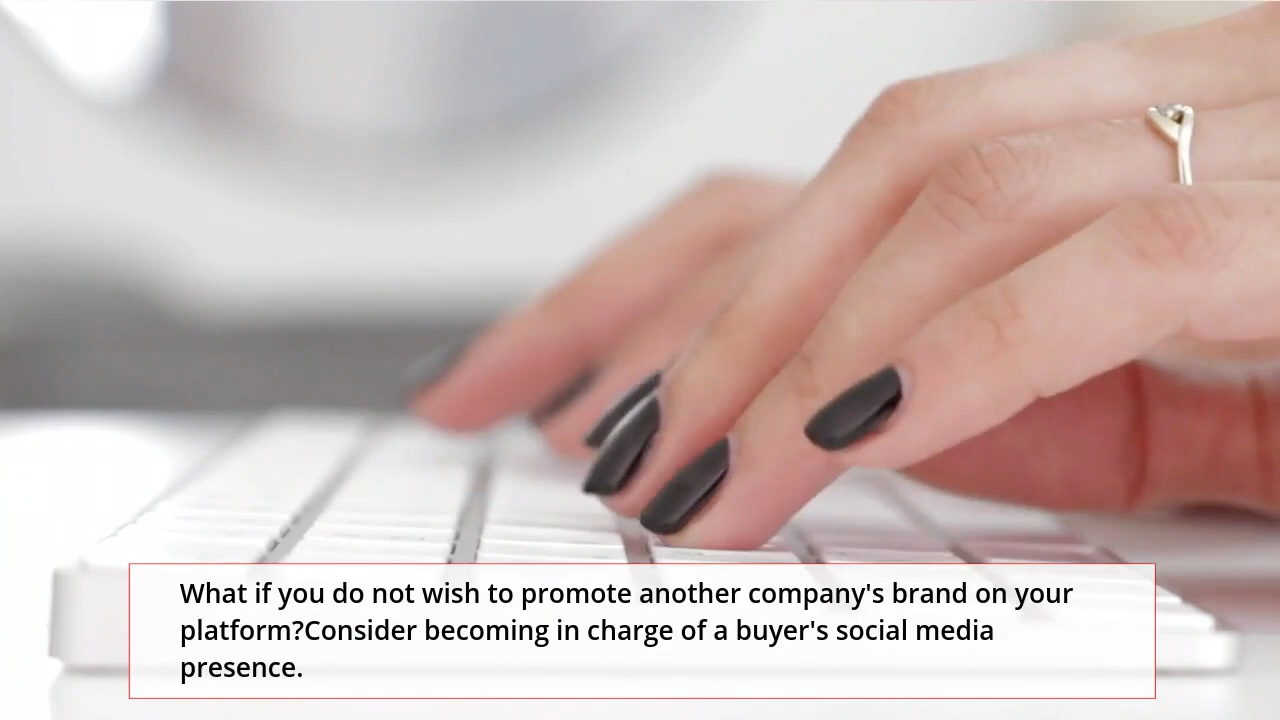 What if you do not wish to promote another company's brand on your
platform?Consider becoming in charge of a buyer's social media
presence.